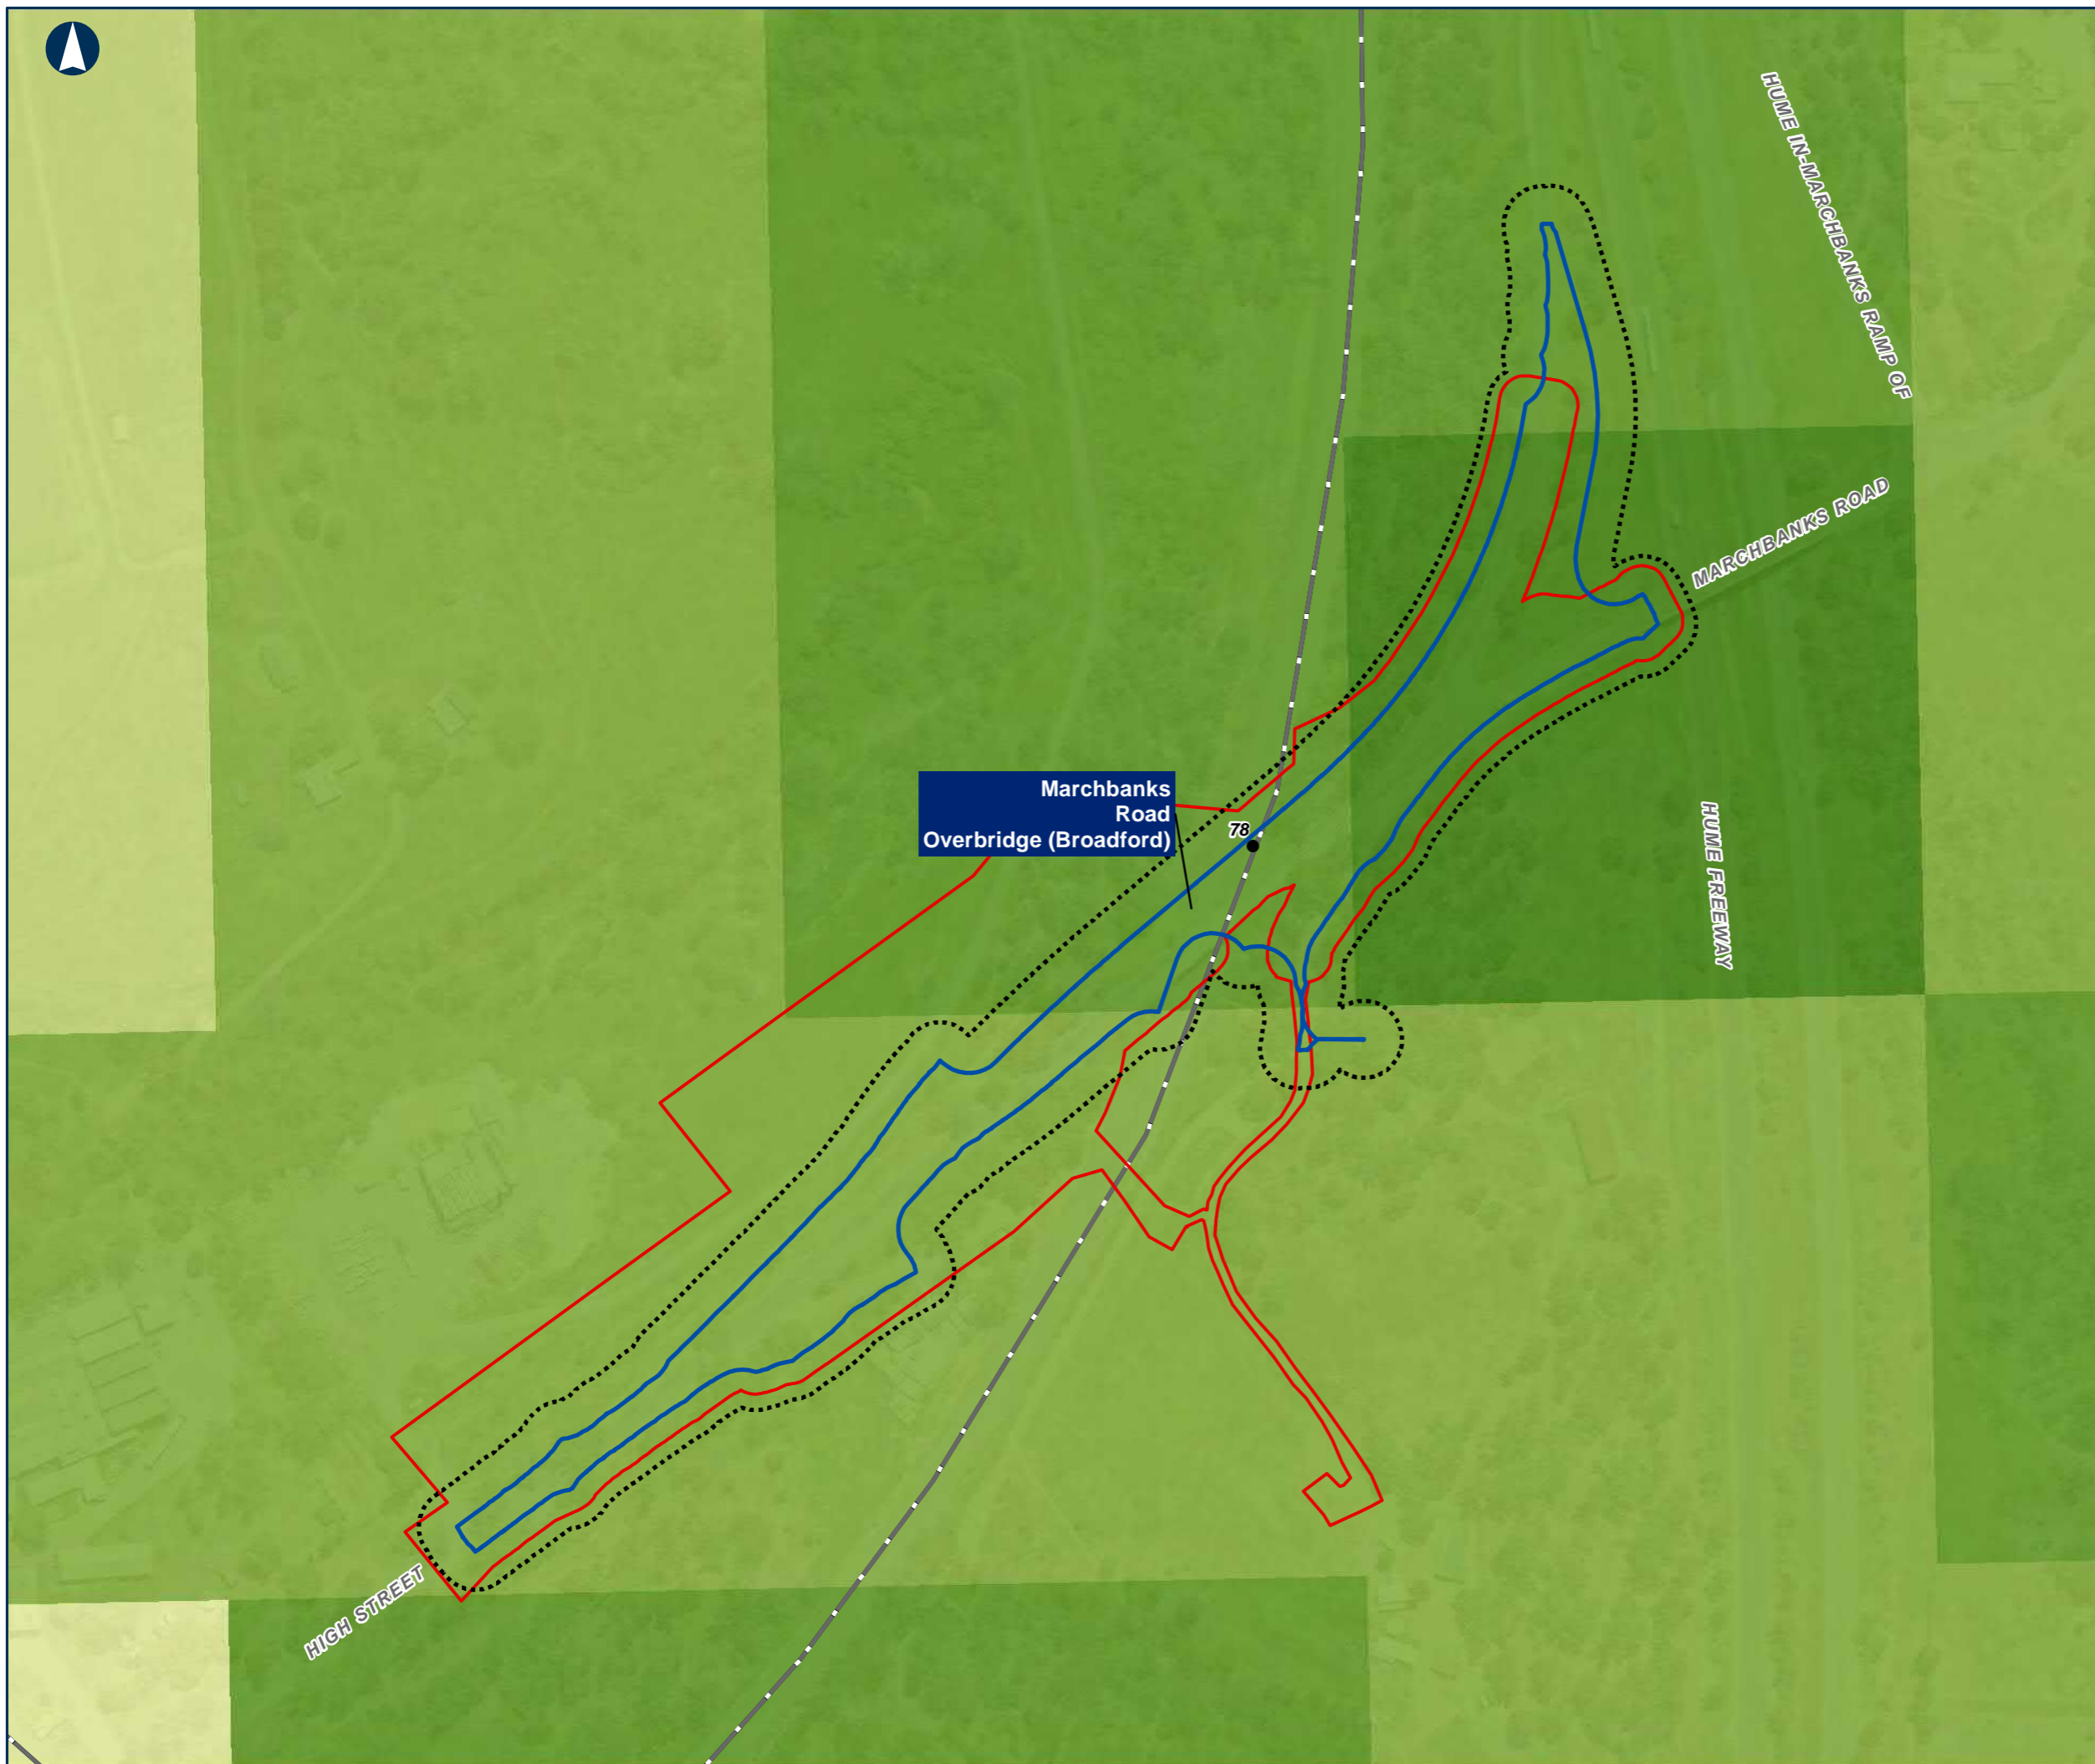 HUME IN-MARCHBANKS RAMP OF
MARCHBANKS ROAD
Marchbanks
Road
Overbridge (Broadford)
78
HUME FREEWAY
HIGH STREET